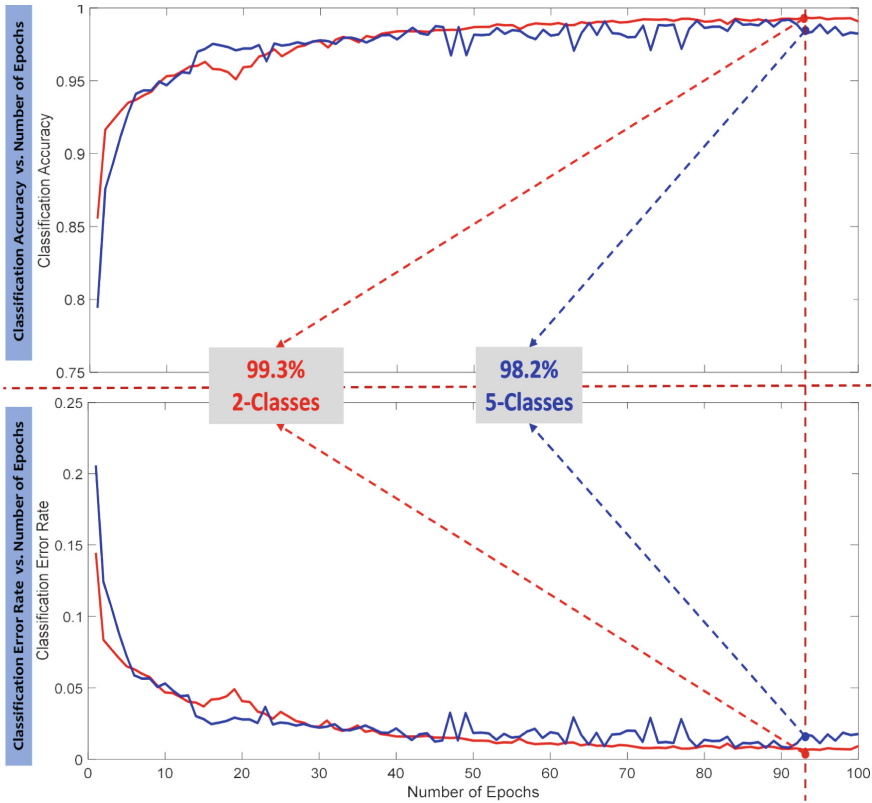 Classification Accuracy vs. Number of Epochs
Classification Accuracy
1
0.95
0.9
0.85
0.8
0.75
99.3%
2-Classes
98.2%
5-Classes
Classification Error Rate vs. Number of Epochs
Classification Error Rate
0.25
0.2
0.15
0.1
0.05
0
0 10 20 30 40 50 60 70 80 90 100
Number of Epochs